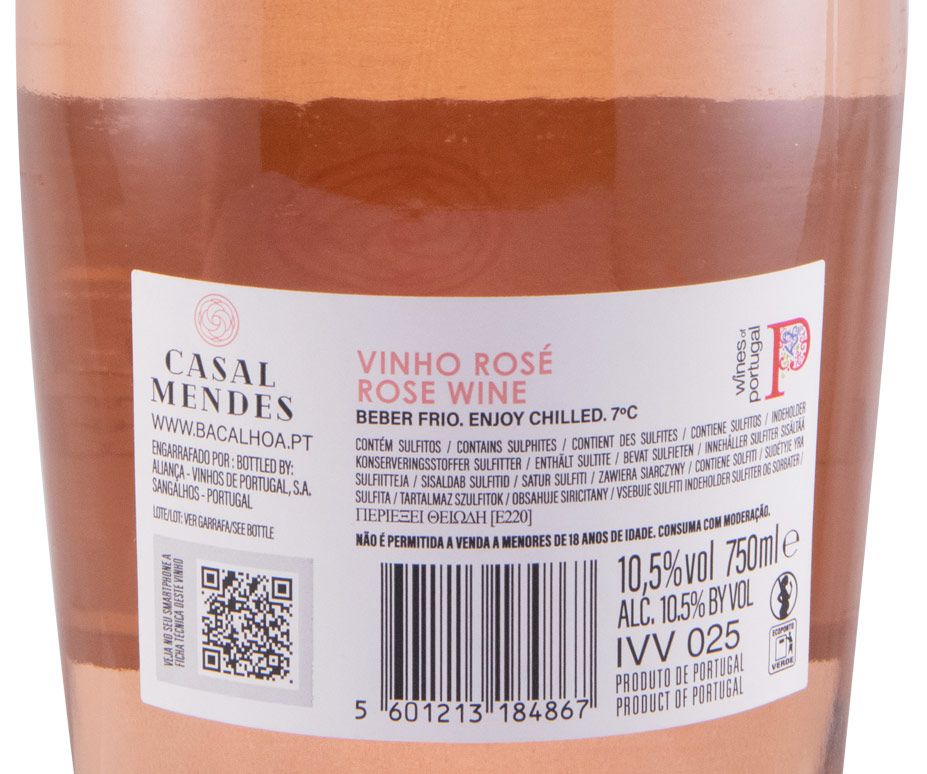 CASAL
MENDES
WWW.BACALHOA.PT
ENGARRAFADO POR : BOTTLED BY:
ALIANÇA - VINHOS DE PORTUGAL, S.A.
SANGALHOS - PORTUGAL
LOTE/LOT: VER GARRAFA/SEE BOTTLE
VEJA NO SEU SMARTPHONE A
FICHA TÉCNICA DESTE VINHO
VINHO ROSÉ
ROSE WINE
BEBER FRIO. ENJOY CHILLED. 7ºC
CONTÉM SULFITOS / CONTAINS SULPHITES / CONTIENT DES SULFITES / CONTIENE SULFITOS / INDEHOLDER
KONSERVERINGSSTOFFER SULFITTER / ENTHÄLT SULTITE / BEVAT SULFIETEN / INNEHÅLLER SULFITER SISÄLTÄÄ
SULFIITTEJA / SISALDAB SULFITID / SATUR SULFITI / ZAWIERA SIARCZYNY / CONTIENE SOLFITI / SUDĖTYJE YRA
SULFITA / TARTALMAZ SZULFITOK / OBSAHUJE SIRICITANY / VSEBUJE SULFITI INDEHOLDER SULFITTER OG SORBATER/
ΠΕΡΙΕΞΕΙ ΘΕΙΩΔΗ [E220]
NÃO É PERMITIDA A VENDA A MENORES DE 18 ANOS DE IDADE. CONSUMA COM MODERAÇÃO.
wines of
portugal
P
5 601213 184867
10,5%vol 750ml e
ALC. 10.5% BY VOL
IVV 025
PRODUTO DE PORTUGAL
PRODUCT OF PORTUGAL
ECOPONTO
VERDE